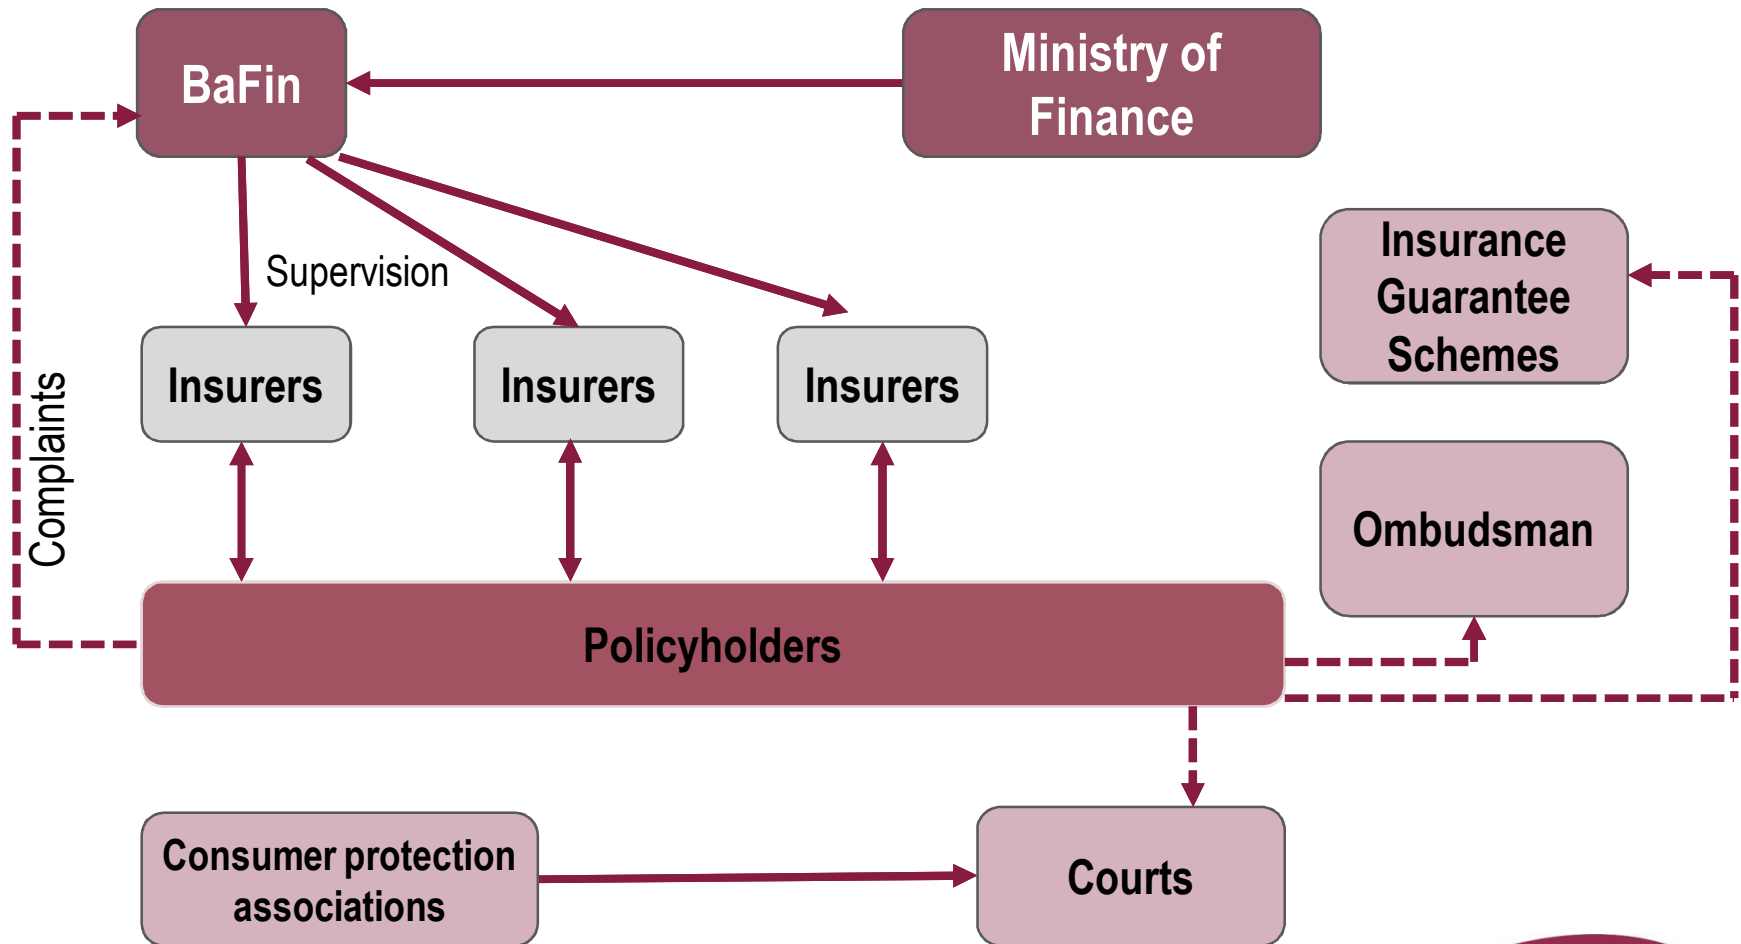 BaFin
Ministry of
Finance
Supervision
Insurance
Guarantee
Schemes
Insurers
Insurers
Insurers
Complaints
Ombudsman
Policyholders
Consumer protection
associations
Courts